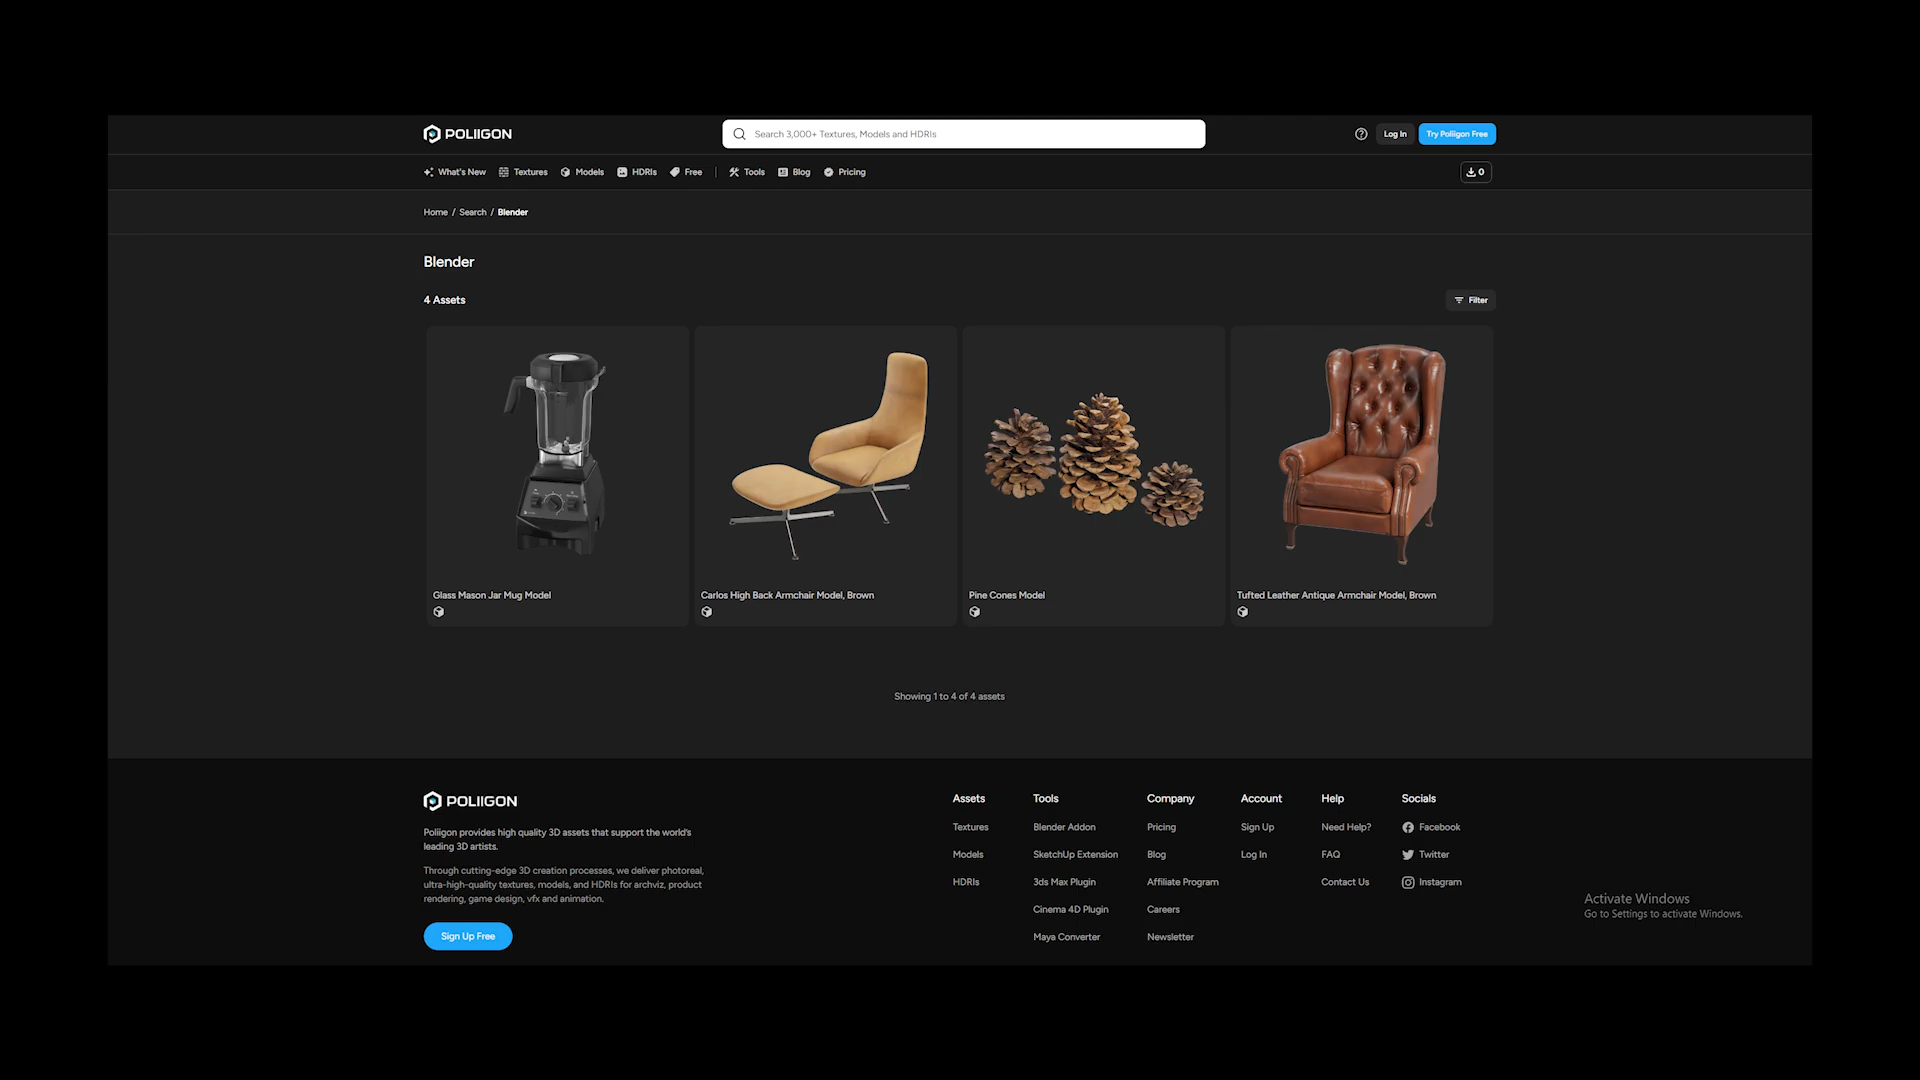 POLIIGON
Search 3,000+ Textures, Models and HDRIs
Log In
Try Poliigon Free
What's New
Textures
Models
HDRIs
Free
Tools
Blog
Pricing
0
Home / Search / Blender
Blender
4 Assets
Filter
Glass Mason Jar Mug Model
Carlos High Back Armchair Model, Brown
Pine Cones Model
Tufted Leather Antique Armchair Model, Brown
Showing 1 to 4 of 4 assets
POLIIGON
Poliigon provides high quality 3D assets that support the world's
leading 3D artists.
Through cutting-edge 3D creation processes, we deliver photoreal,
ultra-high-quality textures, models, and HDRIs for archviz, product
rendering, game design, vfx and animation.
Sign Up Free
Assets
Textures
Models
HDRIs
Tools
Blender Addon
SketchUp Extension
3ds Max Plugin
Cinema 4D Plugin
Maya Converter
Company
Pricing
Blog
Affiliate Program
Careers
Newsletter
Account
Sign Up
Log In
Help
Need Help?
FAQ
Contact Us
Socials
Facebook
Twitter
Instagram
Activate Windows
Go to Settings to activate Windows.